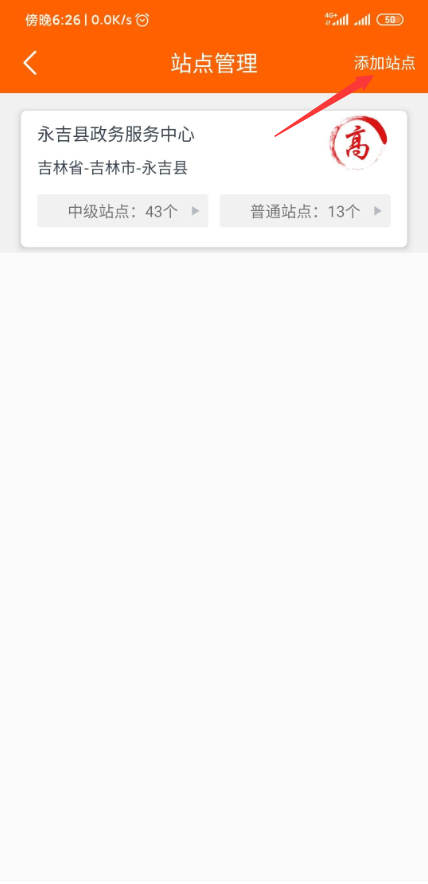 傍晚6:26 | 0.0K/s
4G+
50
站点管理
添加站点
永吉县政务服务中心
高
吉林省-吉林市-永吉县
中级站点：43个
普通站点：13个